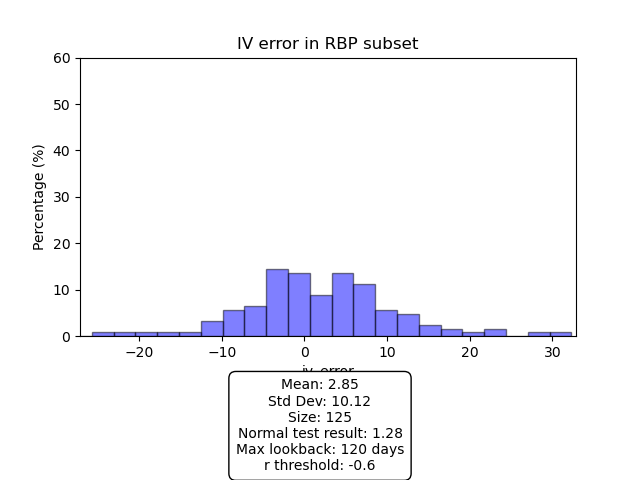 IV error in RBP subset
60
50
40
30
20
10
0
Percentage (%)
−20 −10 0 10 20 30
iv_error
Mean: 2.85
Std Dev: 10.12
Size: 125
Normal test result: 1.28
Max lookback: 120 days
r threshold: -0.6